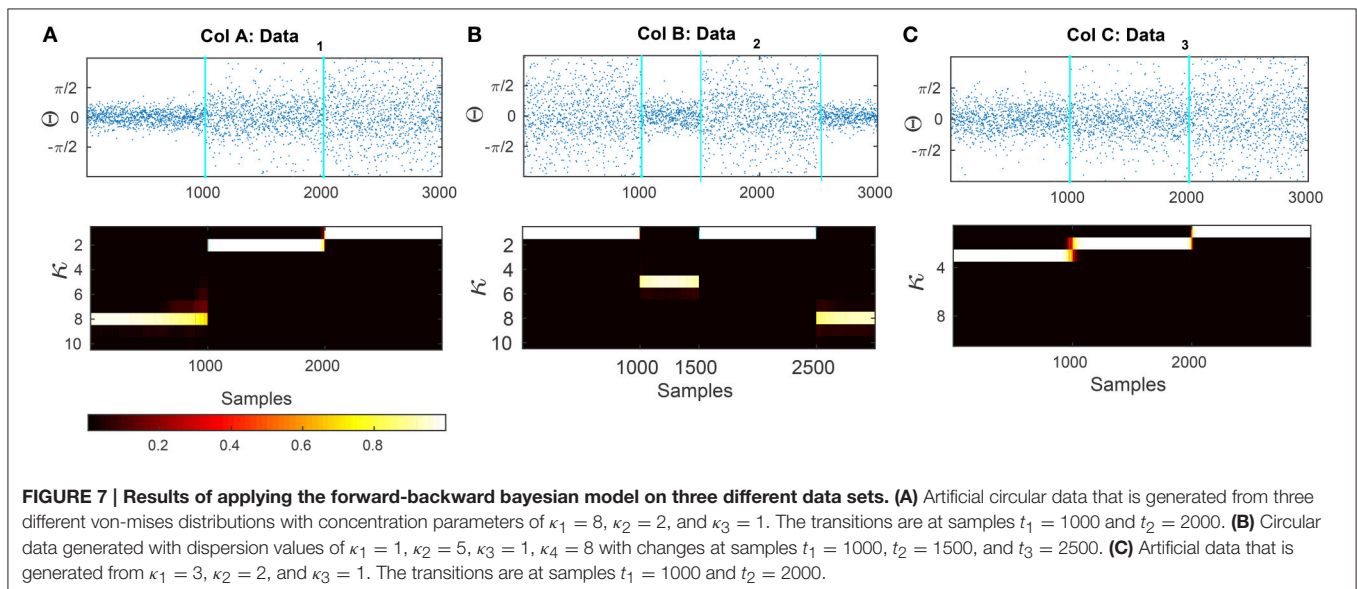 A
Col A: Data 1
π/2
0
-π/2
Θ
1000
2000
3000
2
4
6
8
10
κ
1000
2000
Samples
0.2
0.4
0.6
0.8
B
Col B: Data 2
π/2
0
-π/2
Θ
1000
2000
3000
2
4
6
8
10
κ
1000
1500
2500
Samples
C
Col C: Data 3
π/2
0
-π/2
Θ
1000
2000
3000
4
8
κ
1000
2000
Samples
FIGURE 7 | Results of applying the forward-backward bayesian model on three different data sets. (A) Artificial circular data that is generated from three
different von-mises distributions with concentration parameters of κ1 = 8, κ2 = 2, and κ3 = 1. The transitions are at samples t1 = 1000 and t2 = 2000. (B) Circular
data generated with dispersion values of κ1 = 1, κ2 = 5, κ3 = 1, κ4 = 8 with changes at samples t1 = 1000, t2 = 1500, and t3 = 2500. (C) Artificial data that is
generated from κ1 = 3, κ2 = 2, and κ3 = 1. The transitions are at samples t1 = 1000 and t2 = 2000.